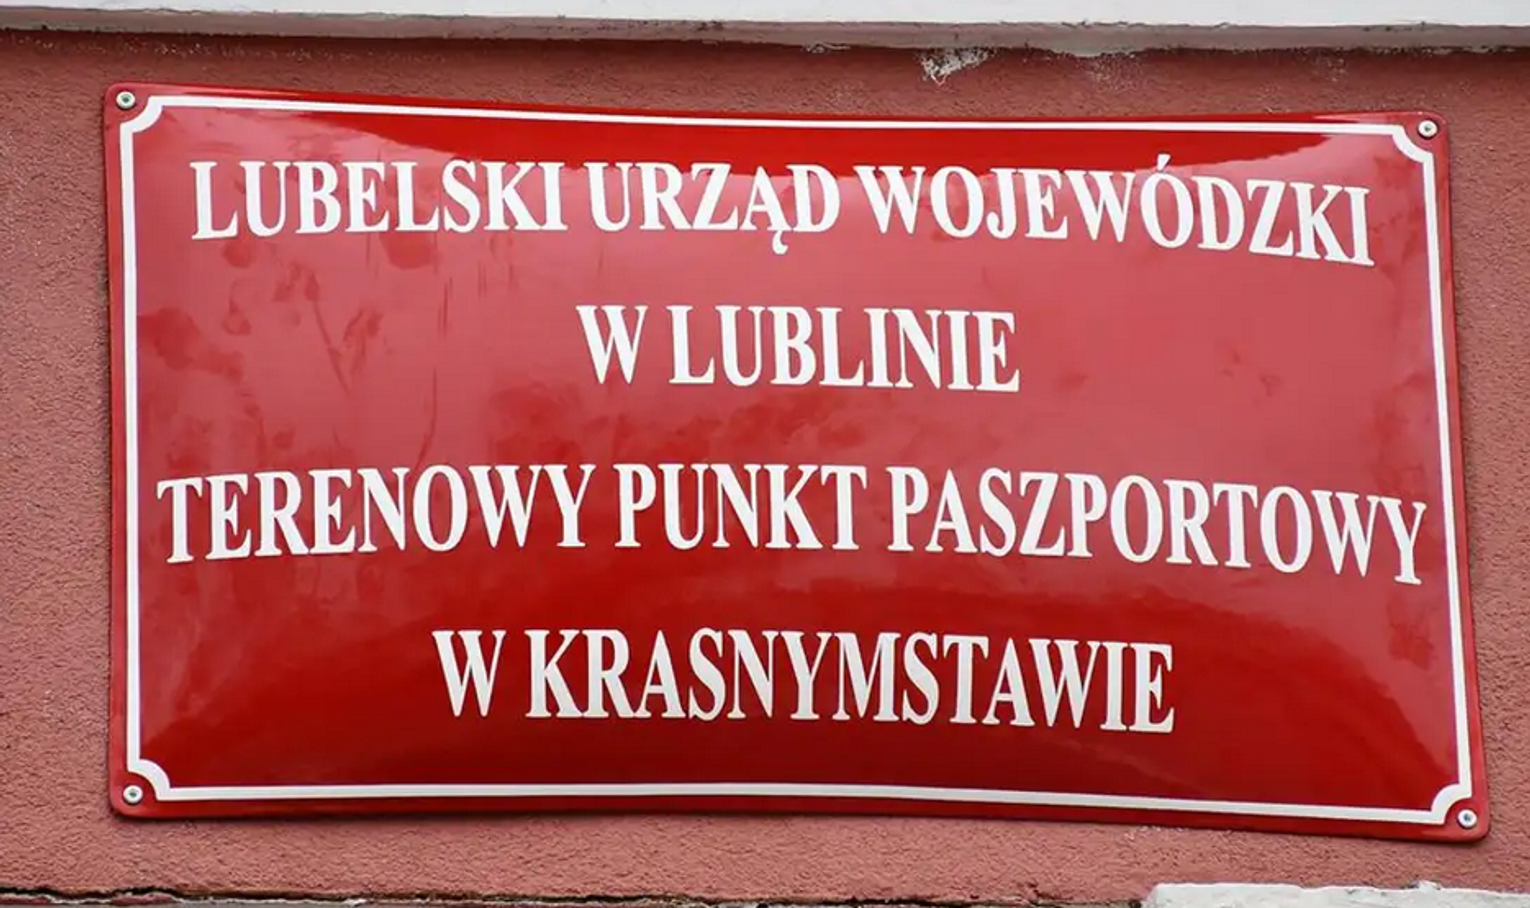 LUBELSKI URZĄD WOJEWÓDZKI
W LUBLINIE
TERENOWY PUNKT PASZPORTOWY
W KRASNYMSTAWIE